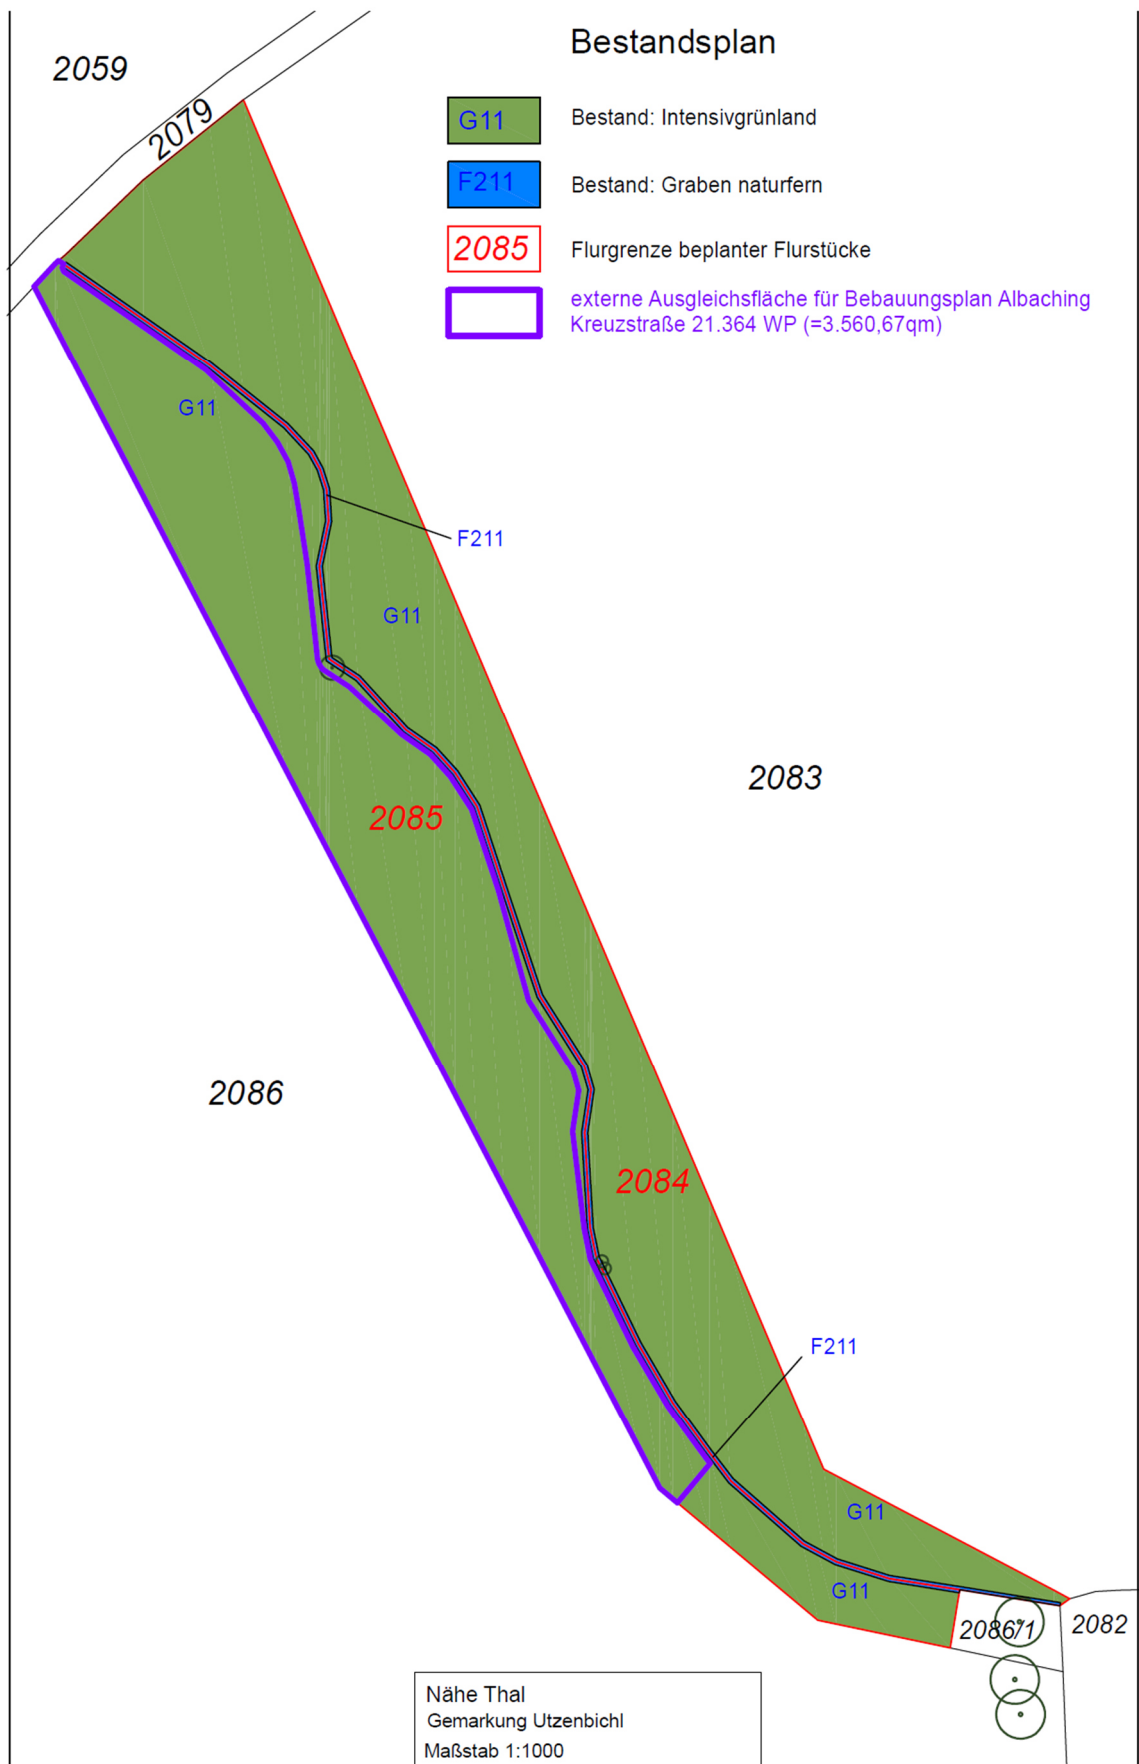 Bestandsplan
2059
2079
G11
Bestand: Intensivgrünland
F211
Bestand: Graben naturfern
2085
Flurgrenze beplanter Flurstücke
externe Ausgleichsfläche für Bebauungsplan Albaching
Kreuzstraße 21.364 WP (=3.560,67qm)
G11
F211
G11
2083
2085
2086
2084
F211
G11
G11
2086/1
2082
Nähe Thal
Gemarkung Utzenbichl
Maßstab 1:1000